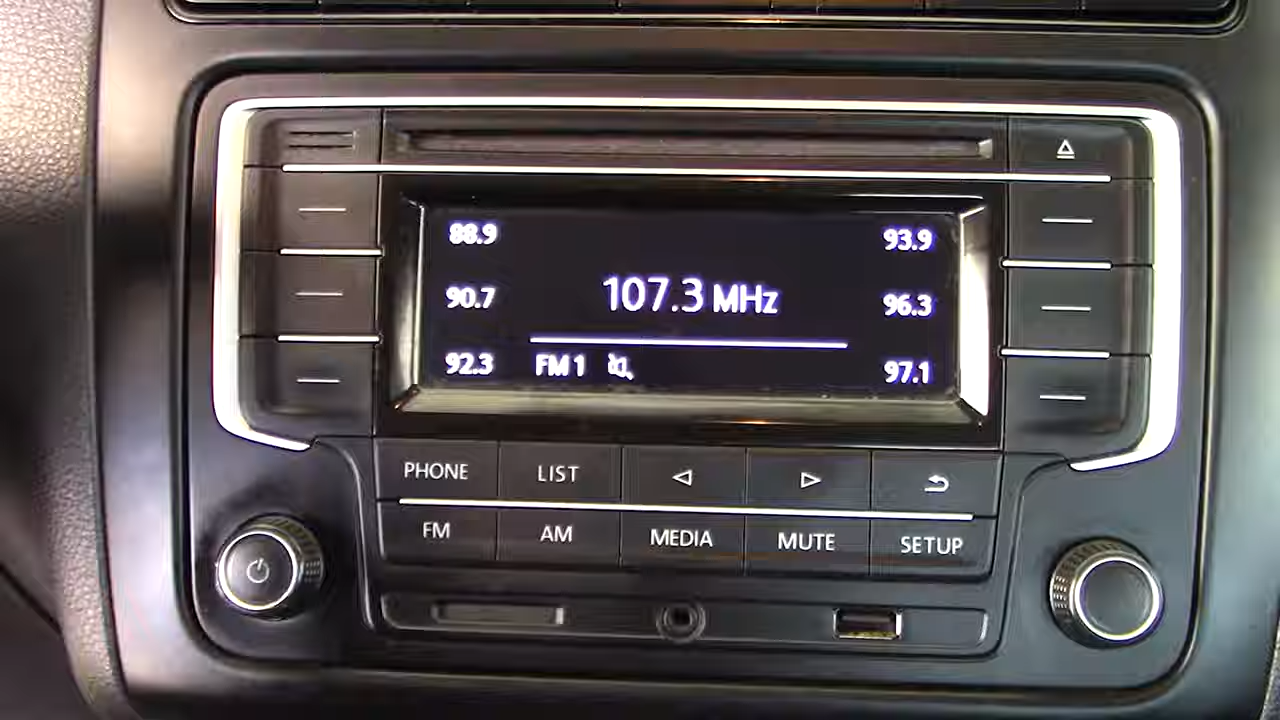 88.9
93.9
107.3 MHz
90.7
96.3
92.3
FM 1
97.1
PHONE
LIST
FM
AM
MEDIA
MUTE
SETUP